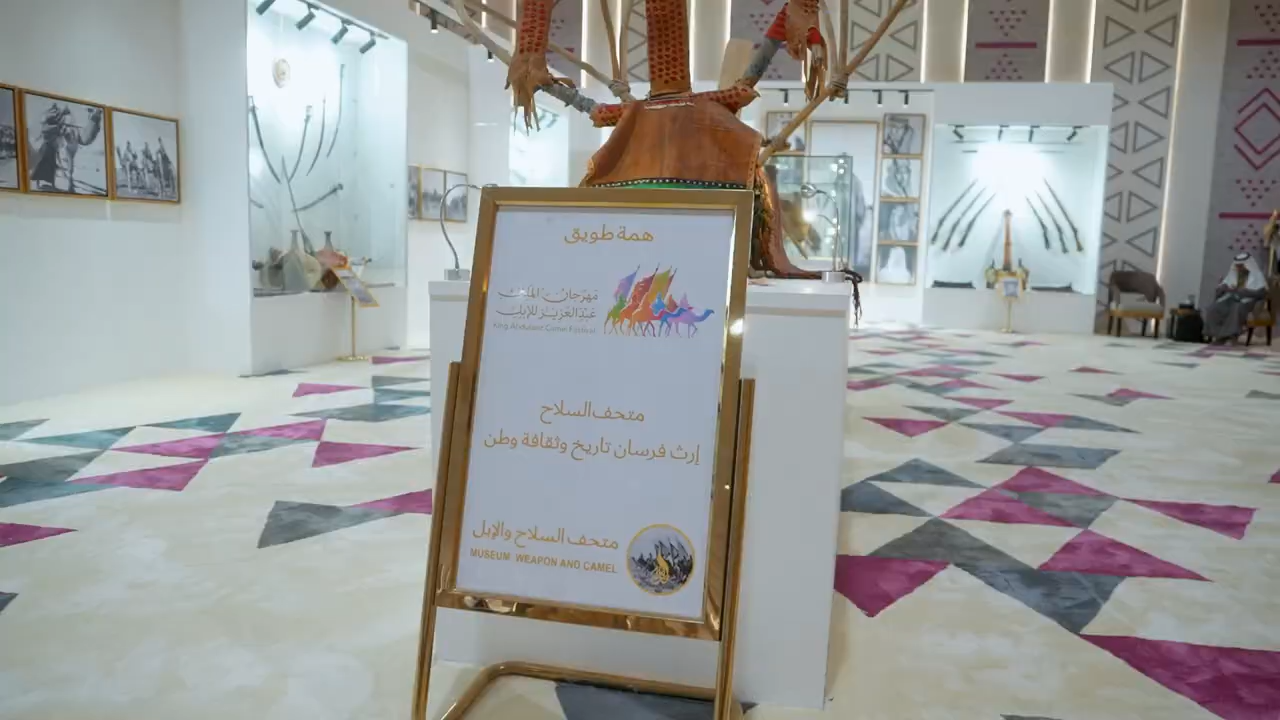 همة طويق
مهرجان الملك
عبدالعزيز للإبل
King Abdulaziz Camel Festival
متحف السلاح
إرث فرسان تاريخ وثقافة وطن
متحف السلاح والإبل
MUSEUM WEAPON AND CAMEL